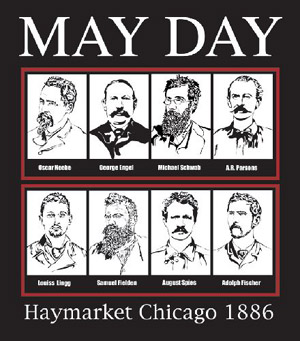 MAY DAY
Oscar Neebe George Engel Michael Schwab A.R. Parsons
Louiss Lingg Samuel Fielden August Spies Adolph Fischer
Haymarket Chicago 1886